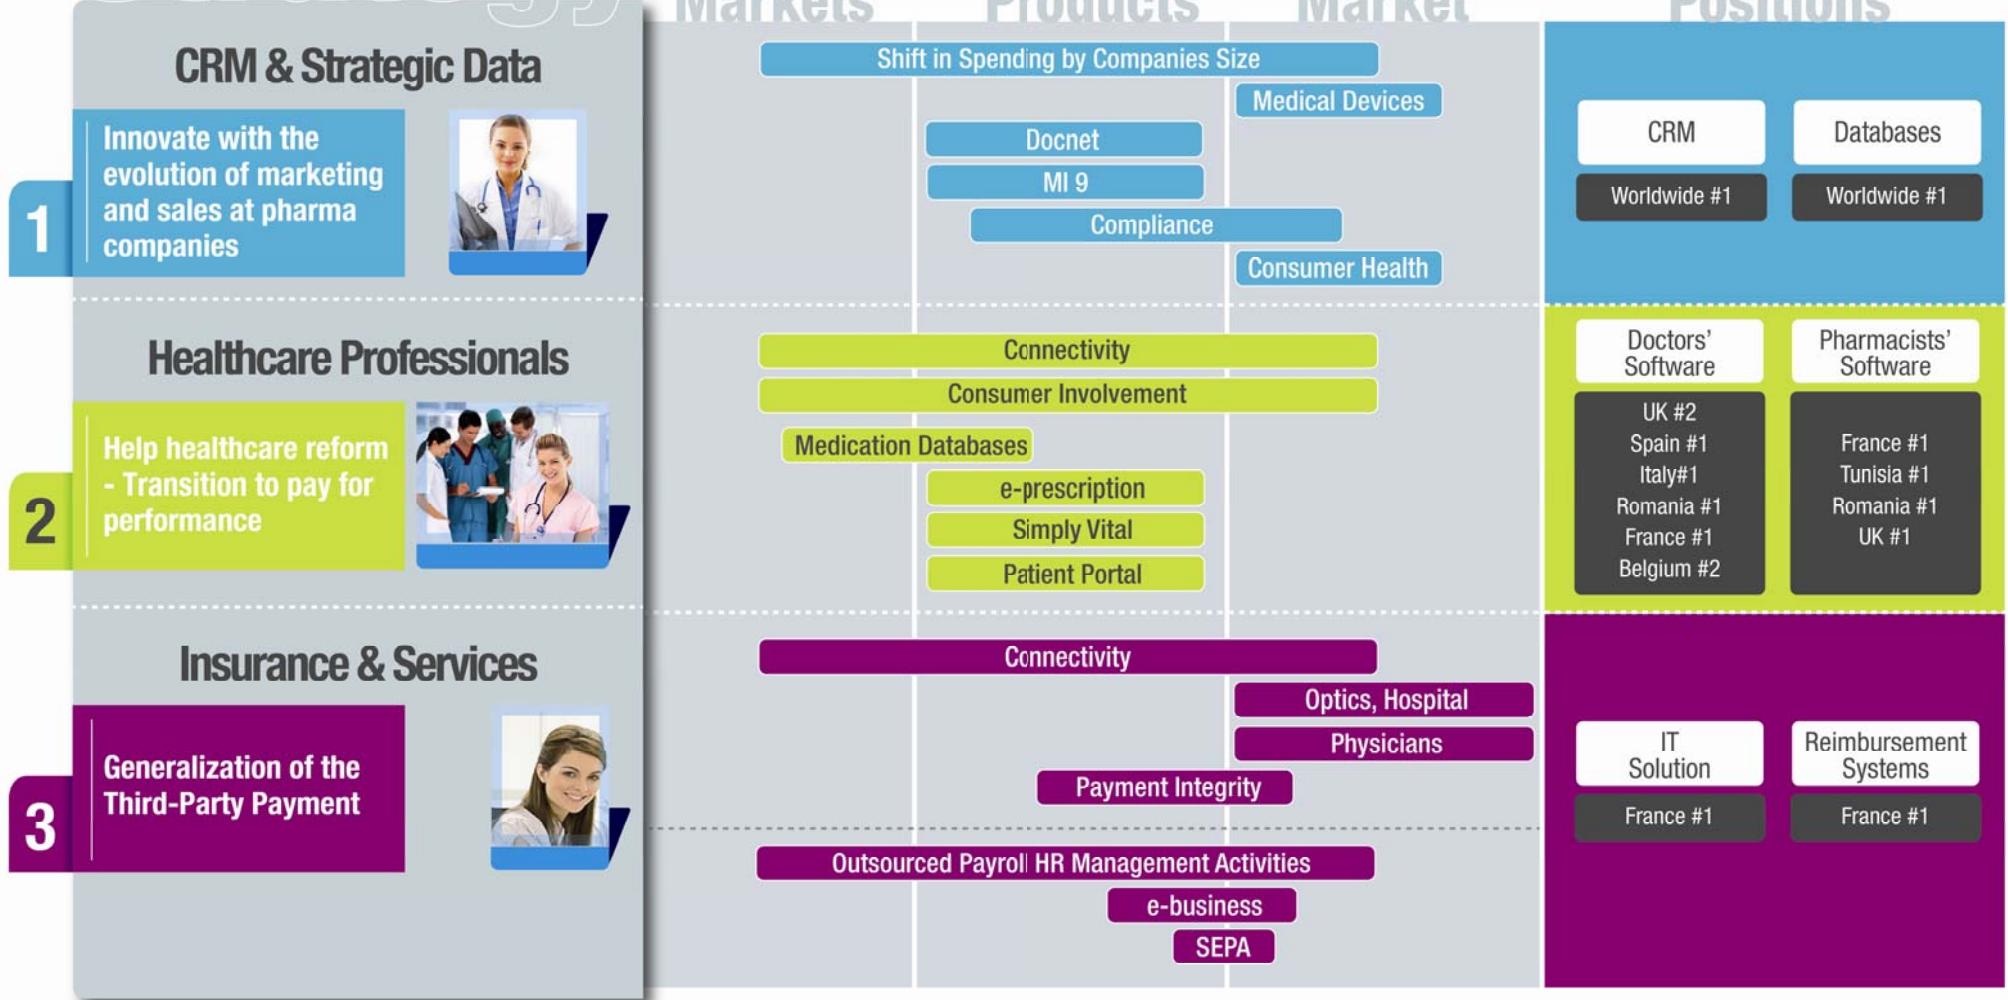 Strategy
Markets
Products
Market
Positions
CRM & Strategic Data
1
Innovate with the
evolution of marketing
and sales at pharma
companies
Shift in Spending by Companies Size
Medical Devices
Docnet
MI 9
Compliance
Consumer Health
CRM
Worldwide #1
Databases
Worldwide #1
Healthcare Professionals
2
Help healthcare reform
- Transition to pay for
performance
Connectivity
Consumer Involvement
Medication Databases
e-prescription
Simply Vital
Patient Portal
Doctors'
Software
UK #2
Spain #1
Italy#1
Romania #1
France #1
Belgium #2
Pharmacists'
Software
France #1
Tunisia #1
Romania #1
UK #1
Insurance & Services
3
Generalization of the
Third-Party Payment
Connectivity
Optics, Hospital
Physicians
Payment Integrity
Outsourced Payroll HR Management Activities
e-business
SEPA
IT
Solution
France #1
Reimbursement
Systems
France #1